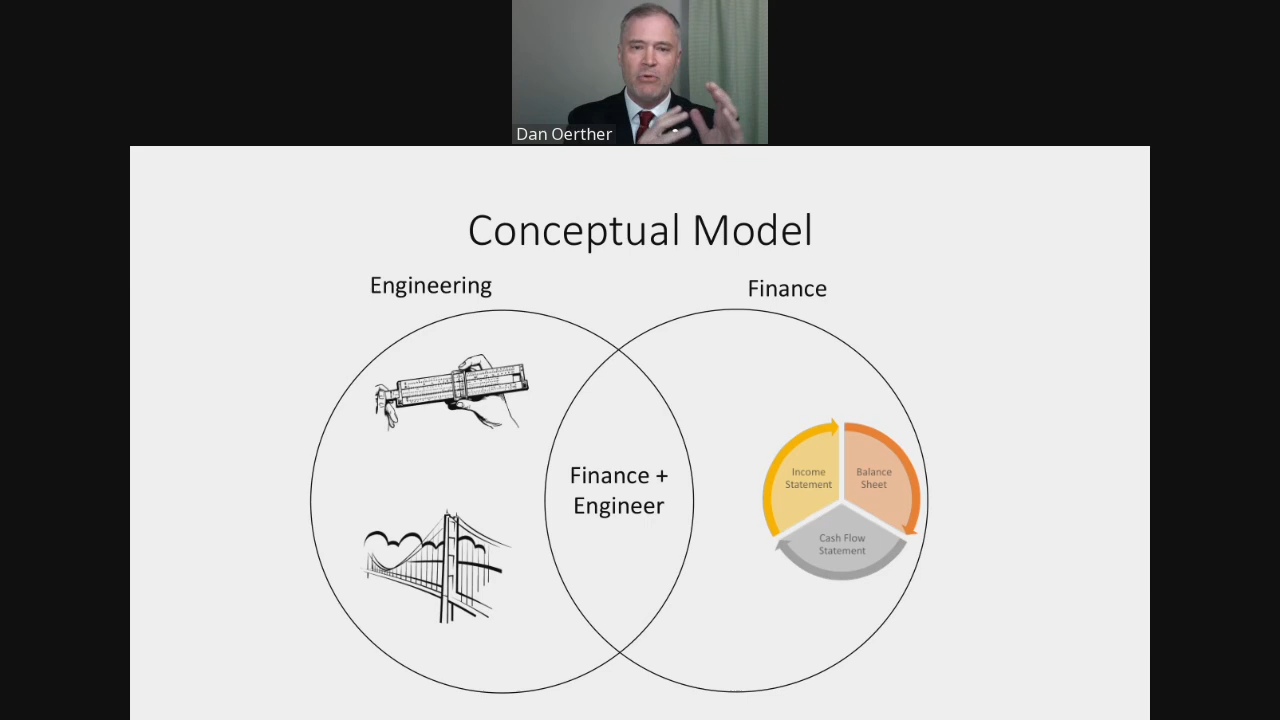 Dan Oerther
Conceptual Model
Engineering
Finance
Finance +
Engineer
Income
Statement
Balance
Sheet
Cash Flow
Statement